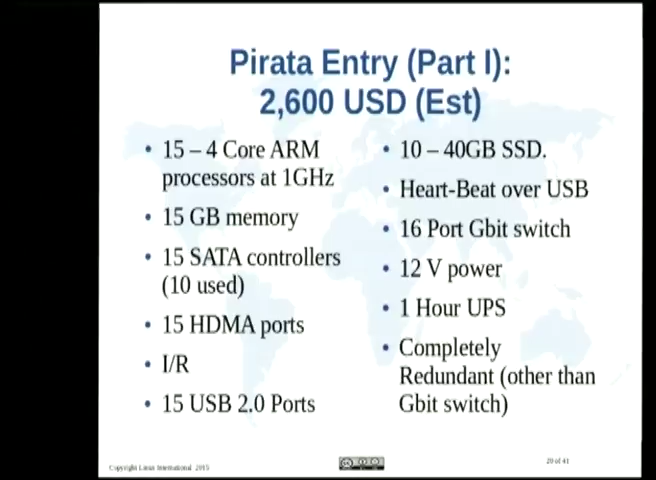 Pirata Entry (Part I):
2,600 USD (Est)
• 15 – 4 Core ARM
processors at 1GHz
• 15 GB memory
• 15 SATA controllers
(10 used)
• 15 HDMA ports
• I/R
• 15 USB 2.0 Ports
• 10 – 40GB SSD.
• Heart-Beat over USB
• 16 Port Gbit switch
• 12 V power
• 1 Hour UPS
• Completely
Redundant (other than
Gbit switch)
Copyright Linux International 2015
20 of 41